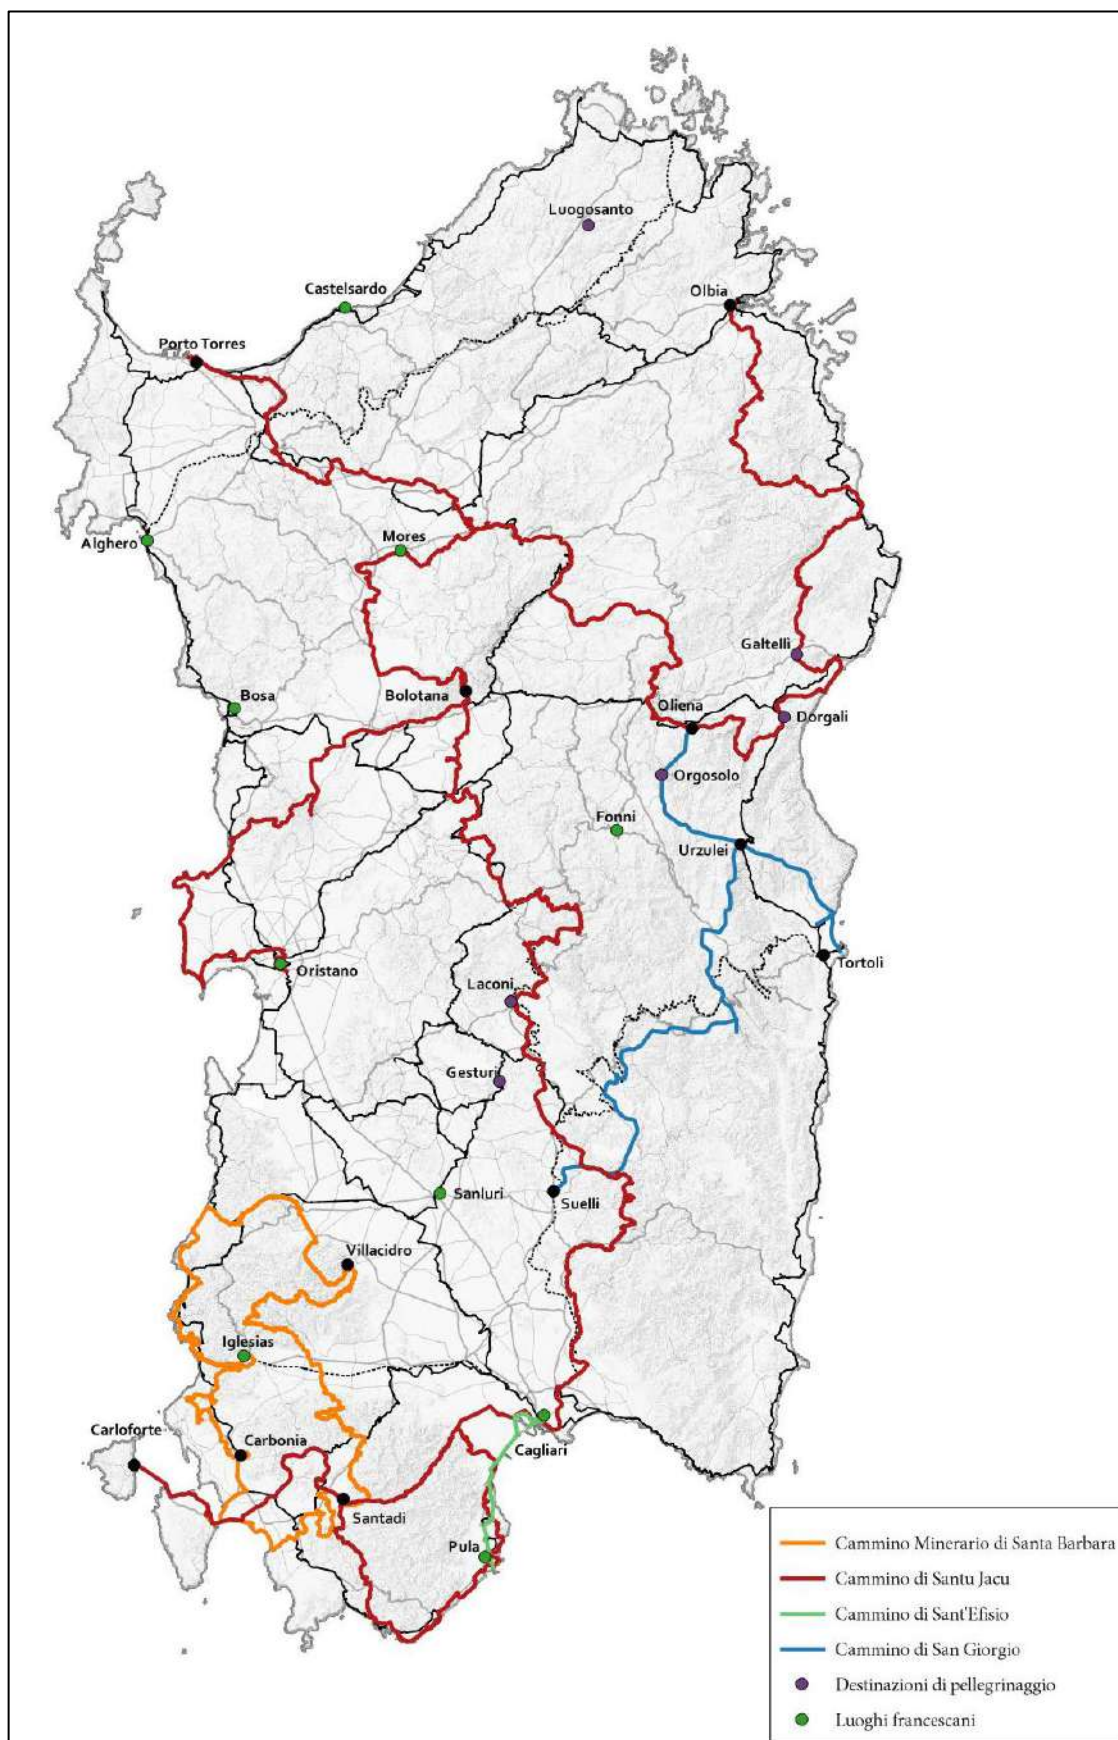 Luogosanto
Castelsardo
Olbia
Porto Torres
Alghero
Mores
Galtellì
Bosa
Bolotana
Oliena
Dorgali
Orgosolo
Fonni
Urzulei
Oristano
Laconi
Tortolì
Gesturi
Sanluri
Suelli
Villacidro
Iglesias
Carloforte
Carbonia
Cagliari
Santadi
Pula
Cammino Minerario di Santa Barbara
Cammino di Santu Jacu
Cammino di Sant'Efisio
Cammino di San Giorgio
Destinazioni di pellegrinaggio
Luoghi francescani